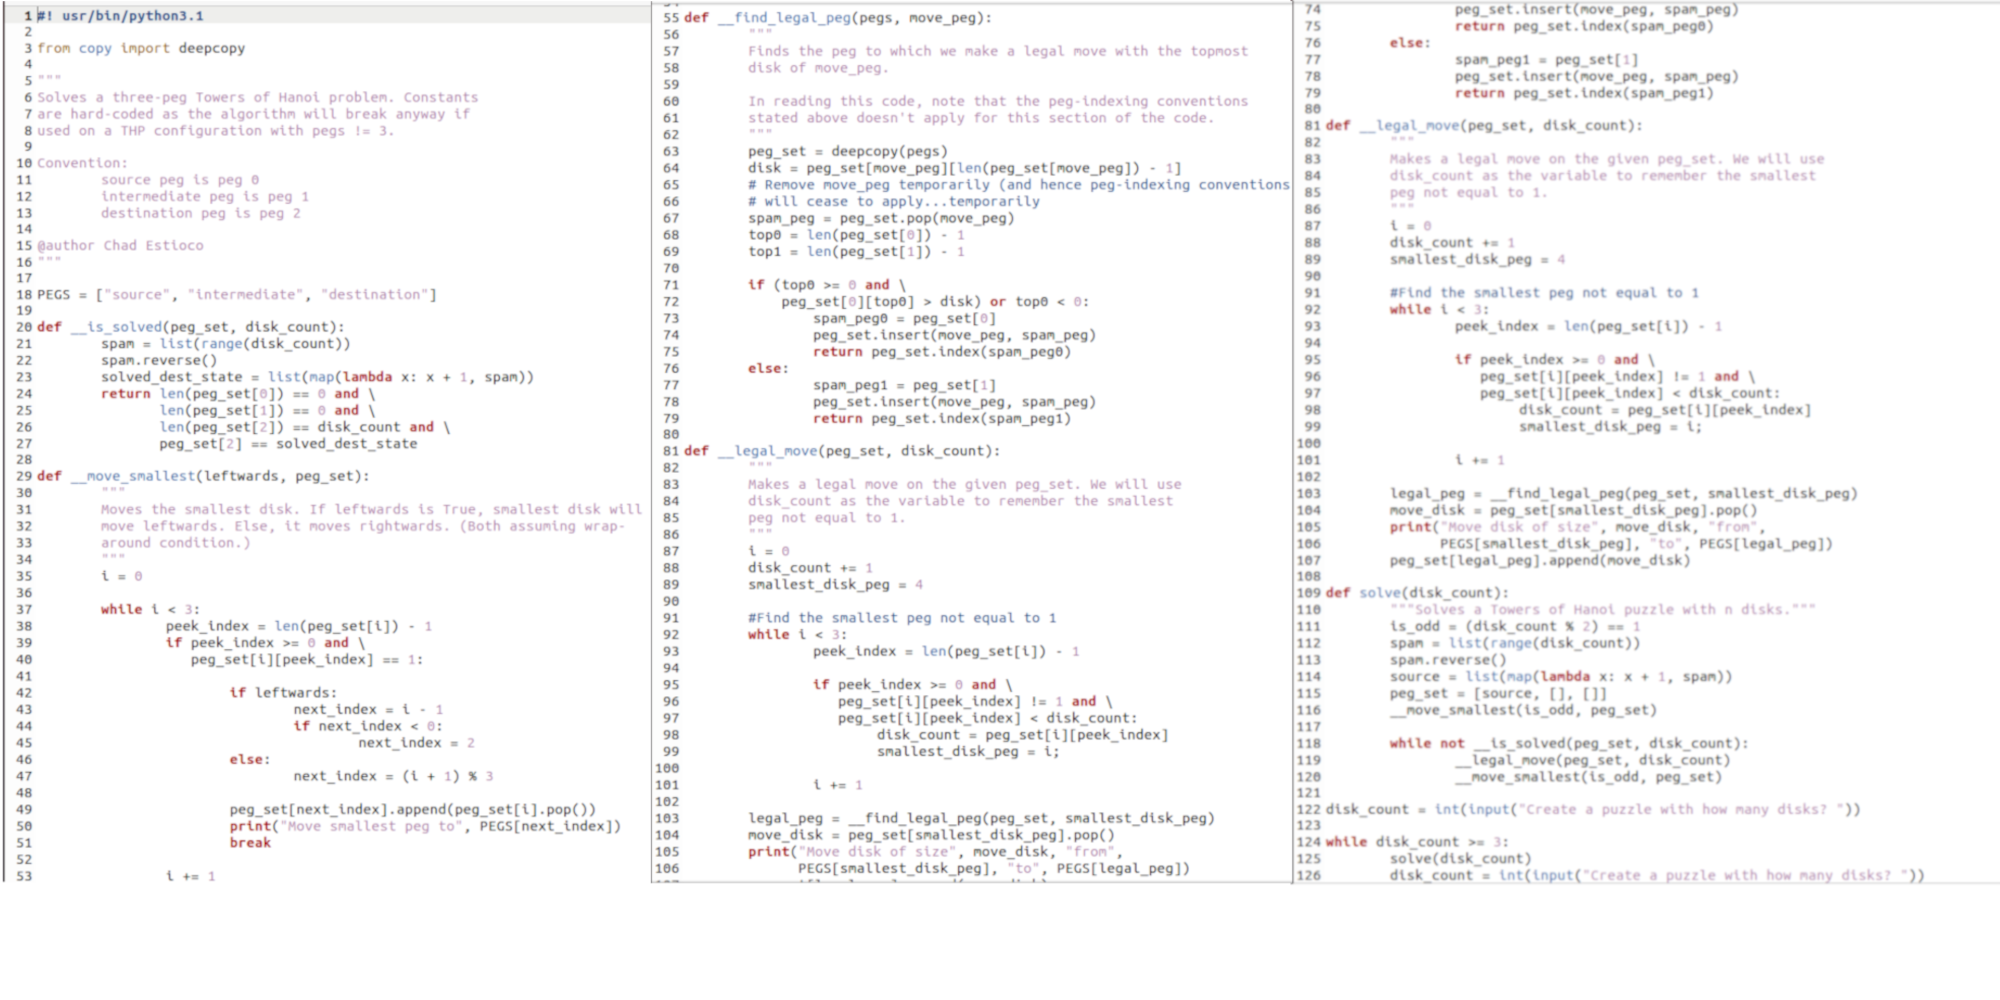 1 #! usr/bin/python3.1
2
3 from copy import deepcopy
4
5 """
6 Solves a three-peg Towers of Hanoi problem. Constants
7 are hard-coded as the algorithm will break anyway if
8 used on a THP configuration with pegs != 3.
9
10 Convention:
11 source peg is peg 0
12 intermediate peg is peg 1
13 destination peg is peg 2
14
15 @author Chad Estioco
16 """
17
18 PEGS = ["source", "intermediate", "destination"]
19
20 def __is_solved(peg_set, disk_count):
21 spam = list(range(disk_count))
22 spam.reverse()
23 solved_dest_state = list(map(lambda x: x + 1, spam))
24 return len(peg_set[0]) == 0 and \
25 len(peg_set[1]) == 0 and \
26 len(peg_set[2]) == disk_count and \
27 peg_set[2] == solved_dest_state
28
29 def __move_smallest(leftwards, peg_set):
30 """
31 Moves the smallest disk. If leftwards is True, smallest disk will
32 move leftwards. Else, it moves rightwards. (Both assuming wrap-
33 around condition.)
34 """
35 i = 0
36
37 while i < 3:
38 peek_index = len(peg_set[i]) - 1
39 if peek_index >= 0 and \
40 peg_set[i][peek_index] == 1:
41
42 if leftwards:
43 next_index = i - 1
44 if next_index < 0:
45 next_index = 2
46 else:
47 next_index = (i + 1) % 3
48
49 peg_set[next_index].append(peg_set[i].pop())
50 print("Move smallest peg to", PEGS[next_index])
51 break
52
53 i += 1
55 def __find_legal_peg(pegs, move_peg):
56 """
57 Finds the peg to which we make a legal move with the topmost
58 disk of move_peg.
59
60 In reading this code, note that the peg-indexing conventions
61 stated above doesn't apply for this section of the code.
62 """
63 peg_set = deepcopy(pegs)
64 disk = peg_set[move_peg][len(peg_set[move_peg]) - 1]
65 # Remove move_peg temporarily (and hence peg-indexing conventions
66 # will cease to apply...temporarily
67 spam_peg = peg_set.pop(move_peg)
68 top0 = len(peg_set[0]) - 1
69 top1 = len(peg_set[1]) - 1
70
71 if (top0 >= 0 and \
72 peg_set[0][top0] > disk) or top0 < 0:
73 spam_peg0 = peg_set[0]
74 peg_set.insert(move_peg, spam_peg)
75 return peg_set.index(spam_peg0)
76 else:
77 spam_peg1 = peg_set[1]
78 peg_set.insert(move_peg, spam_peg)
79 return peg_set.index(spam_peg1)
80
81 def __legal_move(peg_set, disk_count):
82 """
83 Makes a legal move on the given peg_set. We will use
84 disk_count as the variable to remember the smallest
85 peg not equal to 1.
86 """
87 i = 0
88 disk_count += 1
89 smallest_disk_peg = 4
90
91 #Find the smallest peg not equal to 1
92 while i < 3:
93 peek_index = len(peg_set[i]) - 1
94
95 if peek_index >= 0 and \
96 peg_set[i][peek_index] != 1 and \
97 peg_set[i][peek_index] < disk_count:
98 disk_count = peg_set[i][peek_index]
99 smallest_disk_peg = i;
100
101 i += 1
102
103 legal_peg = __find_legal_peg(peg_set, smallest_disk_peg)
104 move_disk = peg_set[smallest_disk_peg].pop()
105 print("Move disk of size", move_disk, "from",
106 PEGS[smallest_disk_peg], "to", PEGS[legal_peg])
74 peg_set.insert(move_peg, spam_peg)
75 return peg_set.index(spam_peg0)
76 else:
77 spam_peg1 = peg_set[1]
78 peg_set.insert(move_peg, spam_peg)
79 return peg_set.index(spam_peg1)
80
81 def __legal_move(peg_set, disk_count):
82 """
83 Makes a legal move on the given peg_set. We will use
84 disk_count as the variable to remember the smallest
85 peg not equal to 1.
86 """
87 i = 0
88 disk_count += 1
89 smallest_disk_peg = 4
90
91 #Find the smallest peg not equal to 1
92 while i < 3:
93 peek_index = len(peg_set[i]) - 1
94
95 if peek_index >= 0 and \
96 peg_set[i][peek_index] != 1 and \
97 peg_set[i][peek_index] < disk_count:
98 disk_count = peg_set[i][peek_index]
99 smallest_disk_peg = i;
100
101 i += 1
102
103 legal_peg = __find_legal_peg(peg_set, smallest_disk_peg)
104 move_disk = peg_set[smallest_disk_peg].pop()
105 print("Move disk of size", move_disk, "from",
106 PEGS[smallest_disk_peg], "to", PEGS[legal_peg])
107 peg_set[legal_peg].append(move_disk)
108
109 def solve(disk_count):
110 """Solves a Towers of Hanoi puzzle with n disks."""
111 is_odd = (disk_count % 2) == 1
112 spam = list(range(disk_count))
113 spam.reverse()
114 source = list(map(lambda x: x + 1, spam))
115 peg_set = [source, [], []]
116 __move_smallest(is_odd, peg_set)
117
118 while not __is_solved(peg_set, disk_count):
119 __legal_move(peg_set, disk_count)
120 __move_smallest(is_odd, peg_set)
121
122 disk_count = int(input("Create a puzzle with how many disks? "))
123
124 while disk_count >= 3:
125 solve(disk_count)
126 disk_count = int(input("Create a puzzle with how many disks? "))